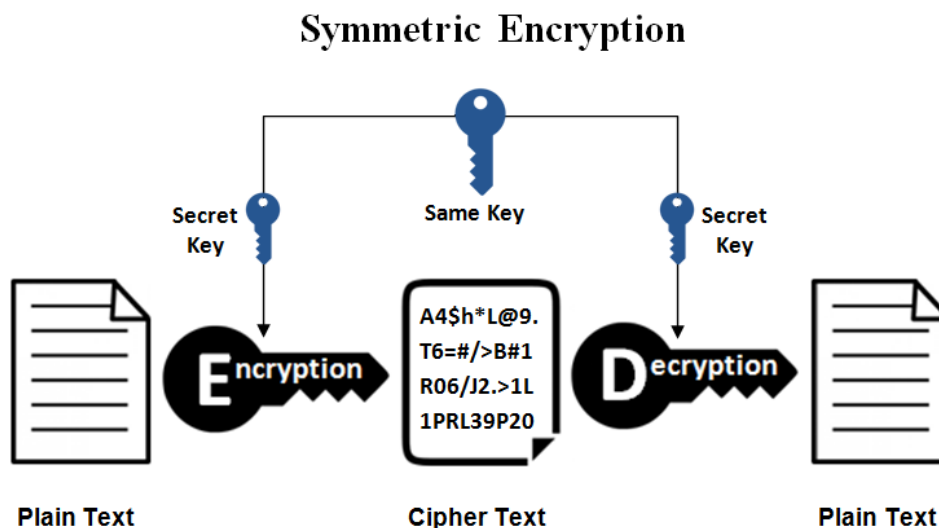 Symmetric Encryption
Secret
Key
Same Key
Secret
Key
Encryption
A4$h*L@9.
T6=#/>B#1
R06/J2.>1L
1PRL39P20
Decryption
Plain Text
Cipher Text
Plain Text